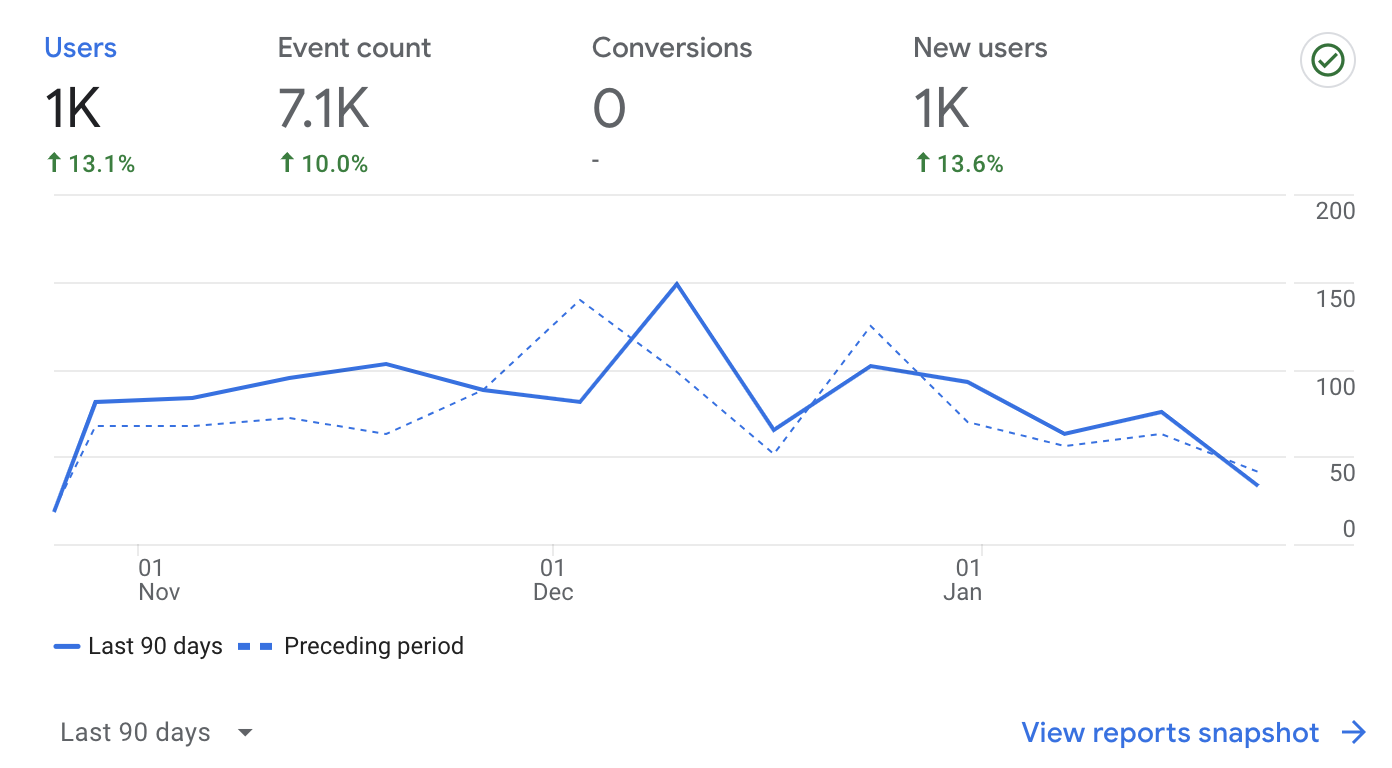 Users Event count Conversions New users
1K 7.1K 0 1K
↑ 13.1% ↑ 10.0% - ↑ 13.6%
200
150
100
50
0
01 01 01
Nov Dec Jan
Last 90 days Preceding period
Last 90 days View reports snapshot →